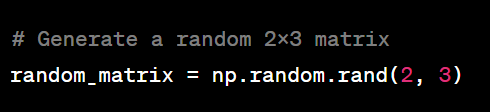 # Generate a random 2×3 matrix
random_matrix = np.random.rand(2, 3)